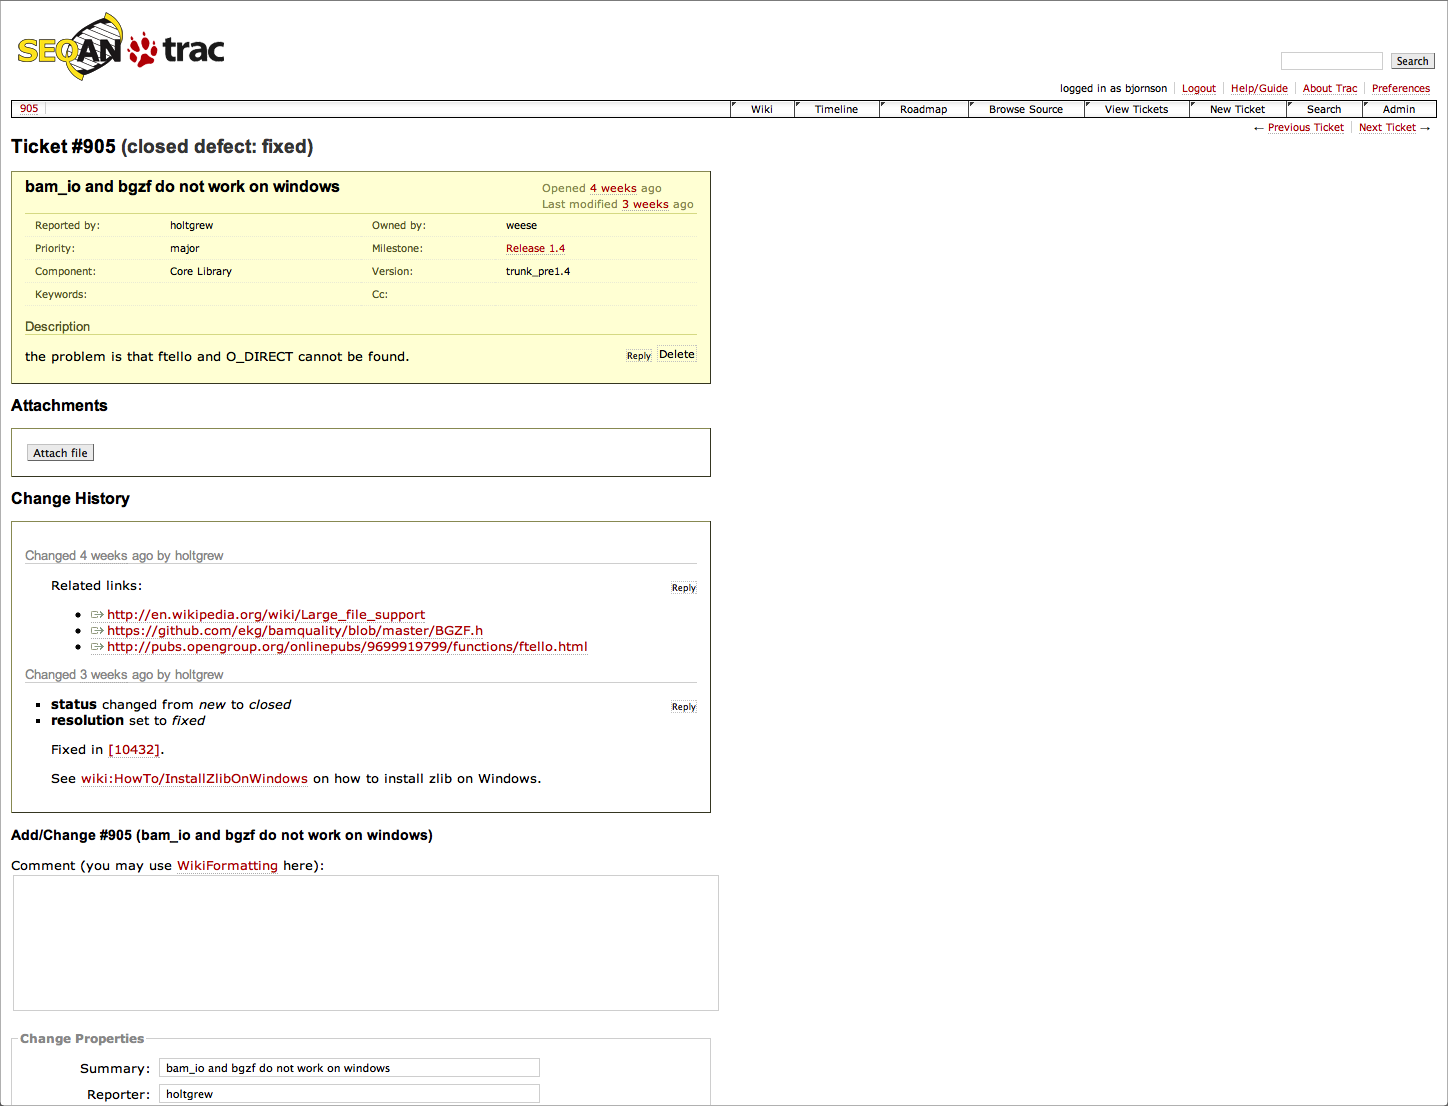 SEQAN trac
Search
logged in as bjornson Logout Help/Guide About Trac Preferences
905 Wiki Timeline Roadmap Browse Source View Tickets New Ticket Search Admin
← Previous Ticket Next Ticket →
Ticket #905 (closed defect: fixed)
bam_io and bgzf do not work on windows
Opened 4 weeks ago
Last modified 3 weeks ago
Reported by: holtgrew Owned by: weese
Priority: major Milestone: Release 1.4
Component: Core Library Version: trunk_pre1.4
Keywords: Cc:
Description
the problem is that ftello and O_DIRECT cannot be found. Reply Delete
Attachments
Attach file
Change History
Changed 4 weeks ago by holtgrew
Related links: Reply
http://en.wikipedia.org/wiki/Large_file_support
https://github.com/ekg/bamquality/blob/master/BGZF.h
http://pubs.opengroup.org/onlinepubs/9699919799/functions/ftello.html
Changed 3 weeks ago by holtgrew
status changed from new to closed Reply
resolution set to fixed
Fixed in [10432].
See wiki:HowTo/InstallZlibOnWindows on how to install zlib on Windows.
Add/Change #905 (bam_io and bgzf do not work on windows)
Comment (you may use WikiFormatting here):
Change Properties
Summary: bam_io and bgzf do not work on windows
Reporter: holtgrew